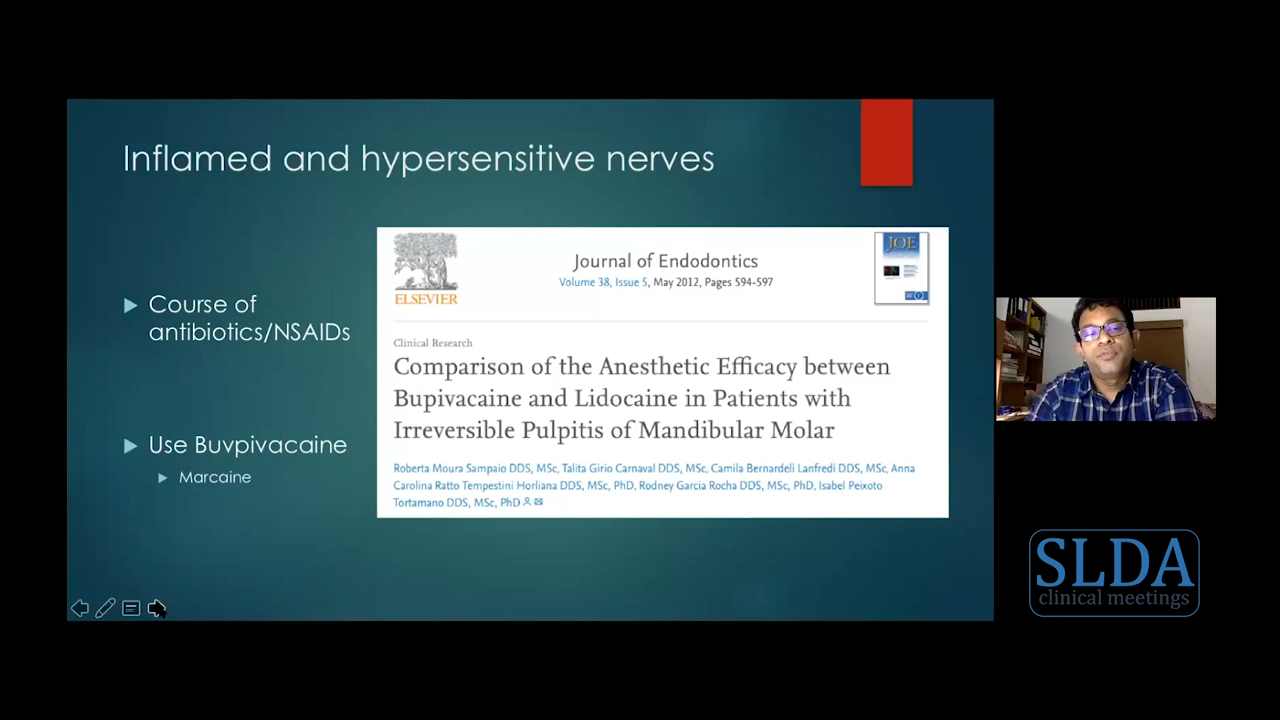 Inflamed and hypersensitive nerves
Course of
antibiotics/NSAIDs
Use Buvpivacaine
Marcaine
ELSEVIER
Journal of Endodontics
Volume 38, Issue 5, May 2012, Pages 594-597
JOE
Clinical Research
Comparison of the Anesthetic Efficacy between
Bupivacaine and Lidocaine in Patients with
Irreversible Pulpitis of Mandibular Molar
Roberta Moura Sampaio DDS, MSc, Talita Girio Carnaval DDS, MSc, Camila Bernardeli Lanfredi DDS, MSc, Anna
Carolina Ratto Tempestini Horliana DDS, MSc, PhD, Rodney Garcia Rocha DDS, MSc, PhD, Isabel Peixoto
Tortamano DDS, MSc, PhD
SLDA
clinical meetings